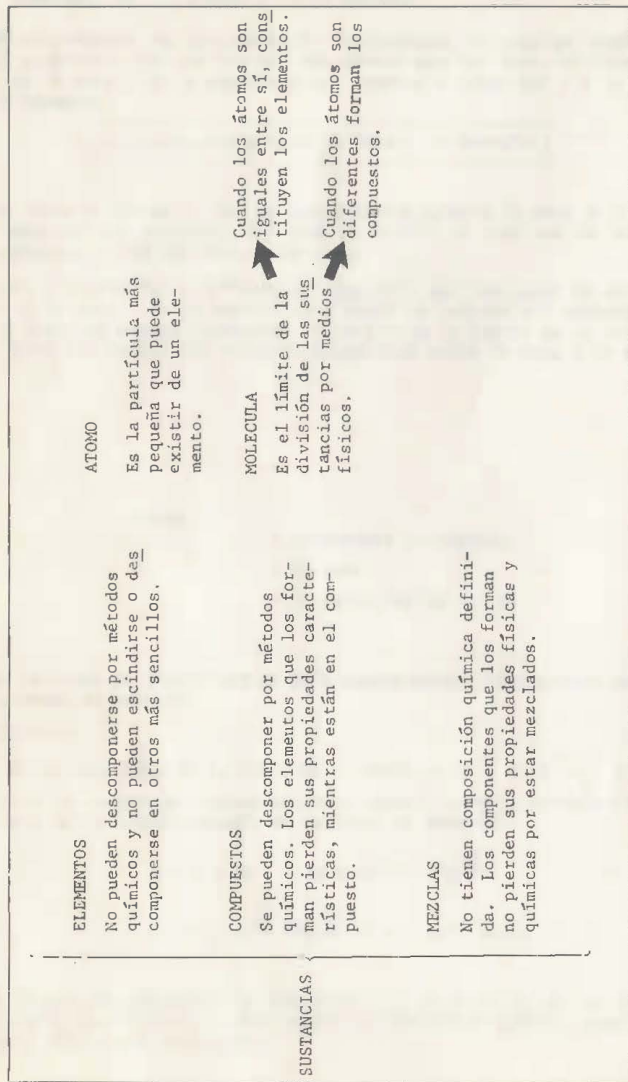 SUSTANCIAS
ELEMENTOS
No pueden descomponerse por métodos
químicos y no pueden escindirse o des
componerse en otros más sencillos.
COMPUESTOS
Se pueden descomponer por métodos
químicos. Los elementos que los for-
man pierden sus propiedades caracte-
rísticas, mientras están en el com-
puesto.
MEZCLAS
No tienen composición química defini-
da. Los componentes que los forman
no pierden sus propiedades físicas y
químicas por estar mezclados.
ATOMO
Es la partícula más
pequeña que puede
existir de un ele-
mento.
MOLECULA
Es el límite de la
división de las sus
tancias por medios
físicos.
Cuando los átomos son
iguales entre sí, cons
tituyen los elementos.
Cuando los átomos son
diferentes forman los
compuestos.